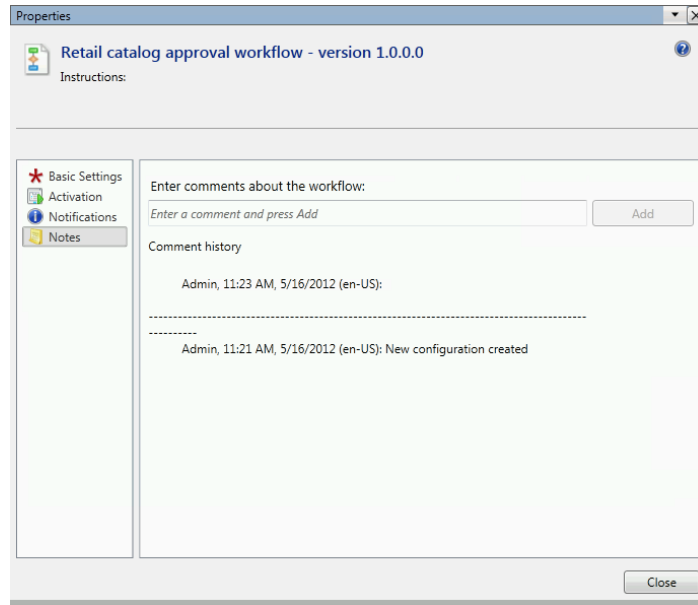 Properties
Retail catalog approval workflow - version 1.0.0.0
Instructions:
Basic Settings
Activation
Notifications
Notes
Enter comments about the workflow:
Enter a comment and press Add
Add
Comment history
Admin, 11:23 AM, 5/16/2012 (en-US):
------------------------------------------------------------------------------------------
----------
Admin, 11:21 AM, 5/16/2012 (en-US): New configuration created
Close